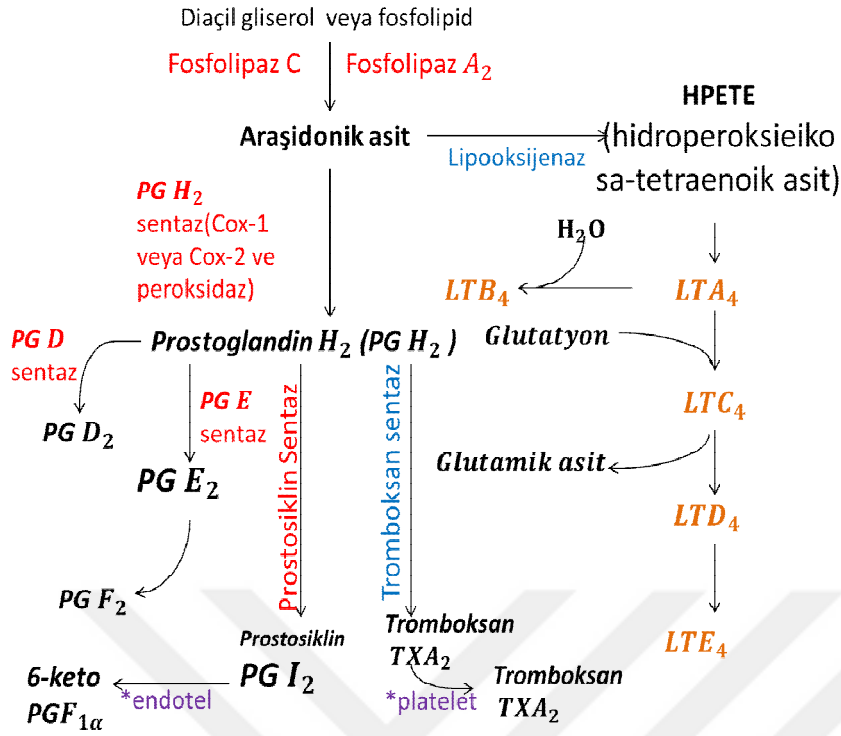 Diaçil gliserol veya fosfolipid
Fosfolipaz C
Fosfolipaz A₂
Araşidonik asit
Lipooksijenaz
HPETE
(hidroperoksieiko
sa-tetraenoik asit)
PG H₂
sentaz(Cox-1
veya Cox-2 ve
peroksidaz)
H₂O
LTB₄
LTA₄
PG D
sentaz
Prostoglandin H₂ (PG H₂ )
Glutatyon
PG D₂
PG E
sentaz
Prostosiklin Sentaz
Tromboksan sentaz
LTC₄
PG E₂
Glutamik asit
LTD₄
PG F₂
Prostosiklin
PG I₂
Tromboksan
TXA₂
LTE₄
6-keto
PGF₁α
*endotel
*platelet
Tromboksan
TXA₂